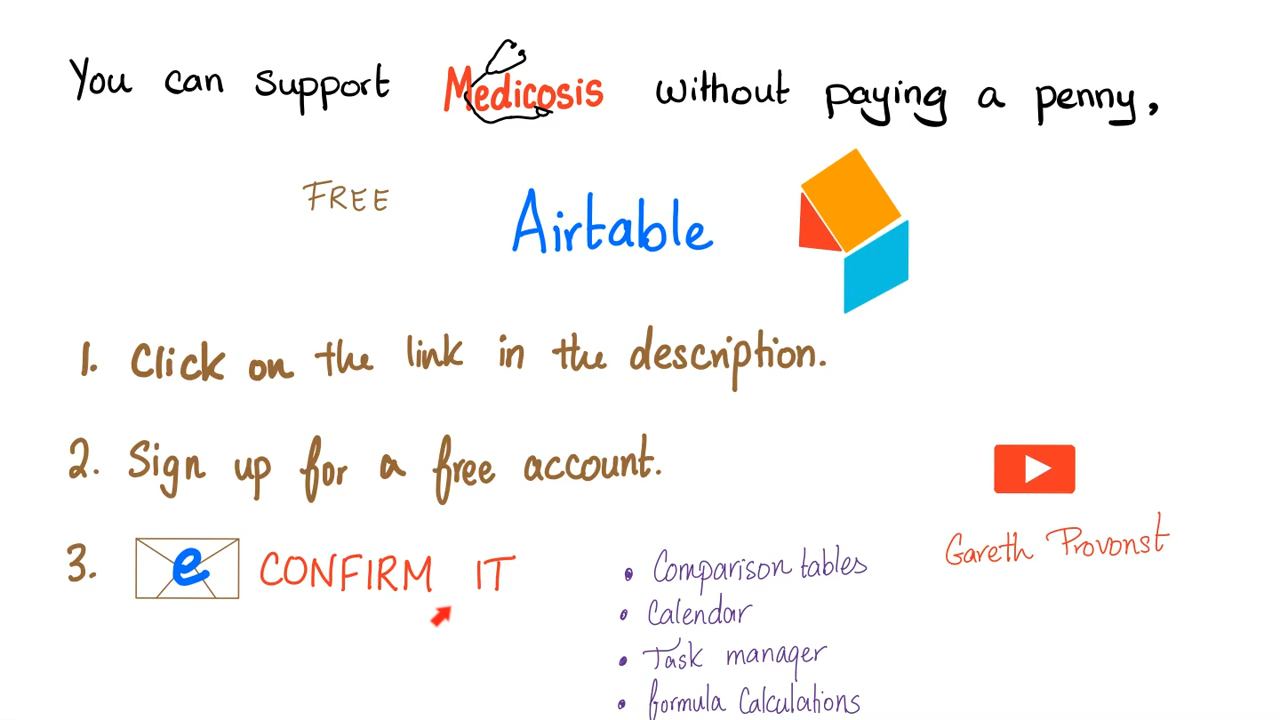 You can support Medicosis without paying a penny,
FREE
Airtable
1. Click on the link in the description.
2. Sign up for a free account.
3. e CONFIRM IT
Gareth Provonst
• Comparison tables
• Calendar
• Task manager
• formula Calculations